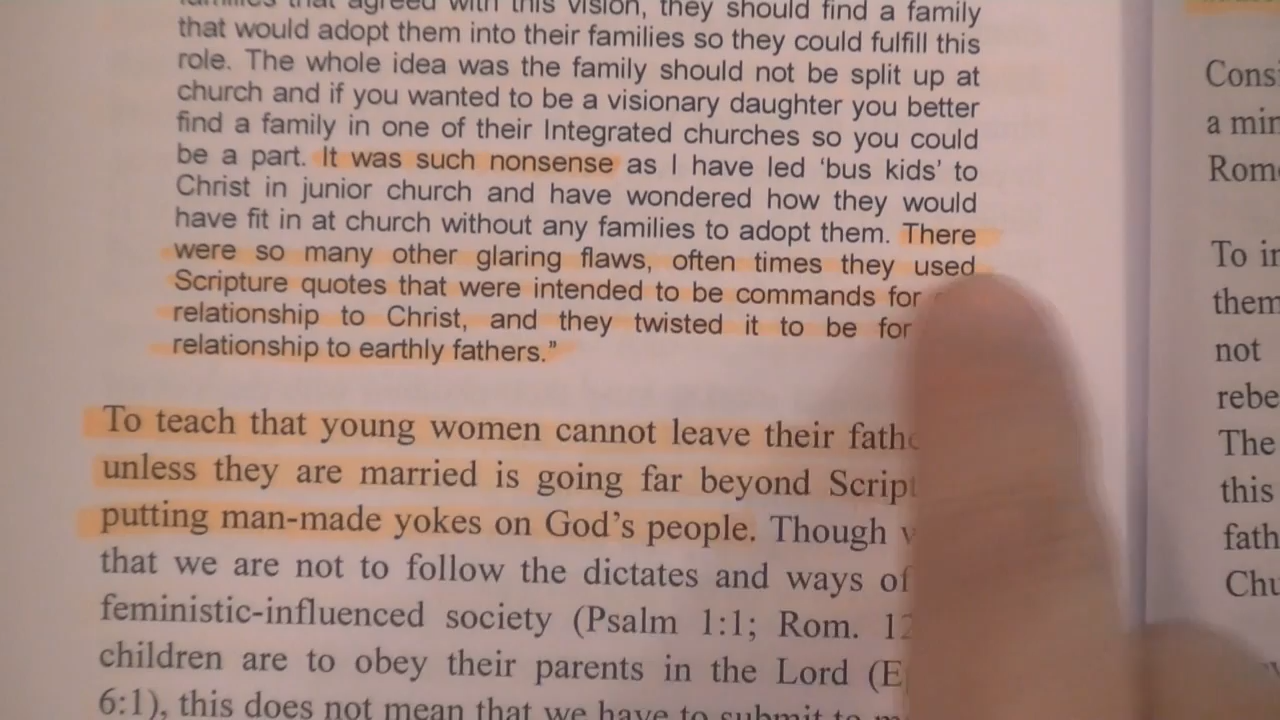 families that agreed with this vision, they should find a family
that would adopt them into their families so they could fulfill this
role. The whole idea was the family should not be split up at
church and if you wanted to be a visionary daughter you better
find a family in one of their Integrated churches so you could
be a part. It was such nonsense as I have led ‘bus kids’ to
Christ in junior church and have wondered how they would
have fit in at church without any families to adopt them. There
were so many other glaring flaws, often times they used
Scripture quotes that were intended to be commands for
relationship to Christ, and they twisted it to be for
relationship to earthly fathers.”
To teach that young women cannot leave their
unless they are married is going far beyond
putting man-made yokes on God’s people. Though
that we are not to follow the dictates and ways of
feministic-influenced society (Psalm 1:1; Rom.
children are to obey their parents in the Lord
6:1), this does not mean that we have to submit to
a
Rom
To
them
not
The
this